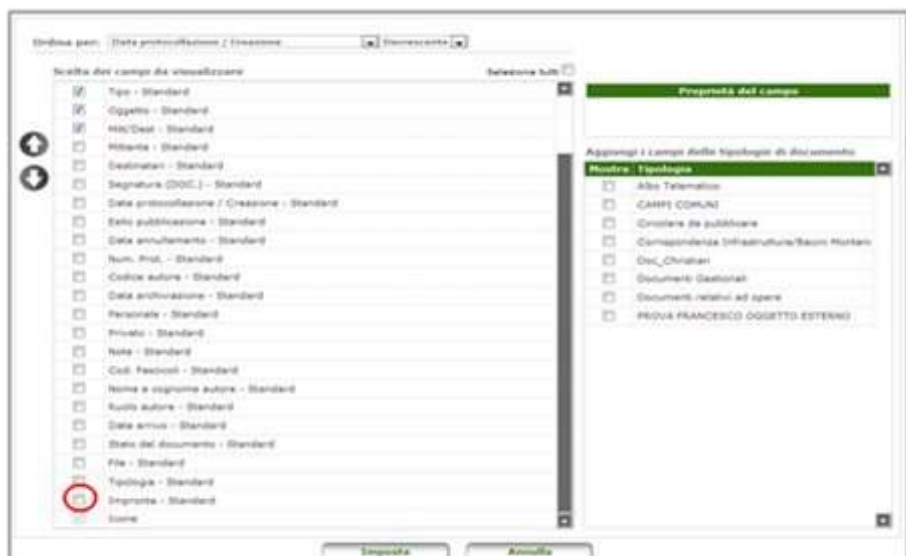 Ordina per: Data protocollazione / Creazione Decrescente
Scelta dei campi da visualizzare Seleziona tutti
Tipo - Standard
Oggetto - Standard
Mitt/Dest - Standard
Mittente - Standard
Destinatari - Standard
Segnatura (DOC.) - Standard
Data protocollazione / Creazione - Standard
Esito pubblicazione - Standard
Data annullamento - Standard
Num. Prot. - Standard
Codice autore - Standard
Data archiviazione - Standard
Personale - Standard
Privato - Standard
Note - Standard
Cod. Fascicoli - Standard
Nome e cognome autore - Standard
Ruolo autore - Standard
Data arrivo - Standard
Stato del documento - Standard
File - Standard
Tipologia - Standard
Impronta - Standard
Icone
Proprietà del campo
Aggiungi i campi delle tipologie di documento
Mostra Tipologia
Albo Telematico
CAMPI COMUNI
Circolare da pubblicare
Corrispondenza Infrastrutture/Bacini Montani
Doc_Christian
Documenti Gestionali
Documenti relativi ad opere
PROVA FRANCESCO OGGETTO ESTERNO
Imposta Annulla